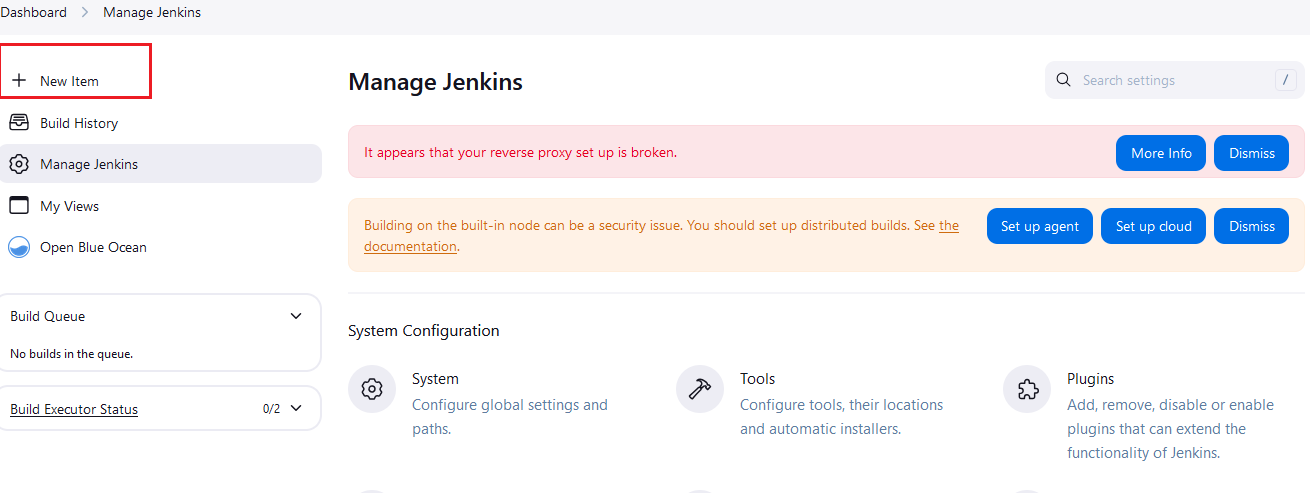 Dashboard > Manage Jenkins
New Item
Build History
Manage Jenkins
My Views
Open Blue Ocean
Build Queue
No builds in the queue.
Build Executor Status 0/2
Manage Jenkins
Search settings /
It appears that your reverse proxy set up is broken.
More Info Dismiss
Building on the built-in node can be a security issue. You should set up distributed builds. See the
documentation.
Set up agent Set up cloud Dismiss
System Configuration
System
Configure global settings and
paths.
Tools
Configure tools, their locations
and automatic installers.
Plugins
Add, remove, disable or enable
plugins that can extend the
functionality of Jenkins.